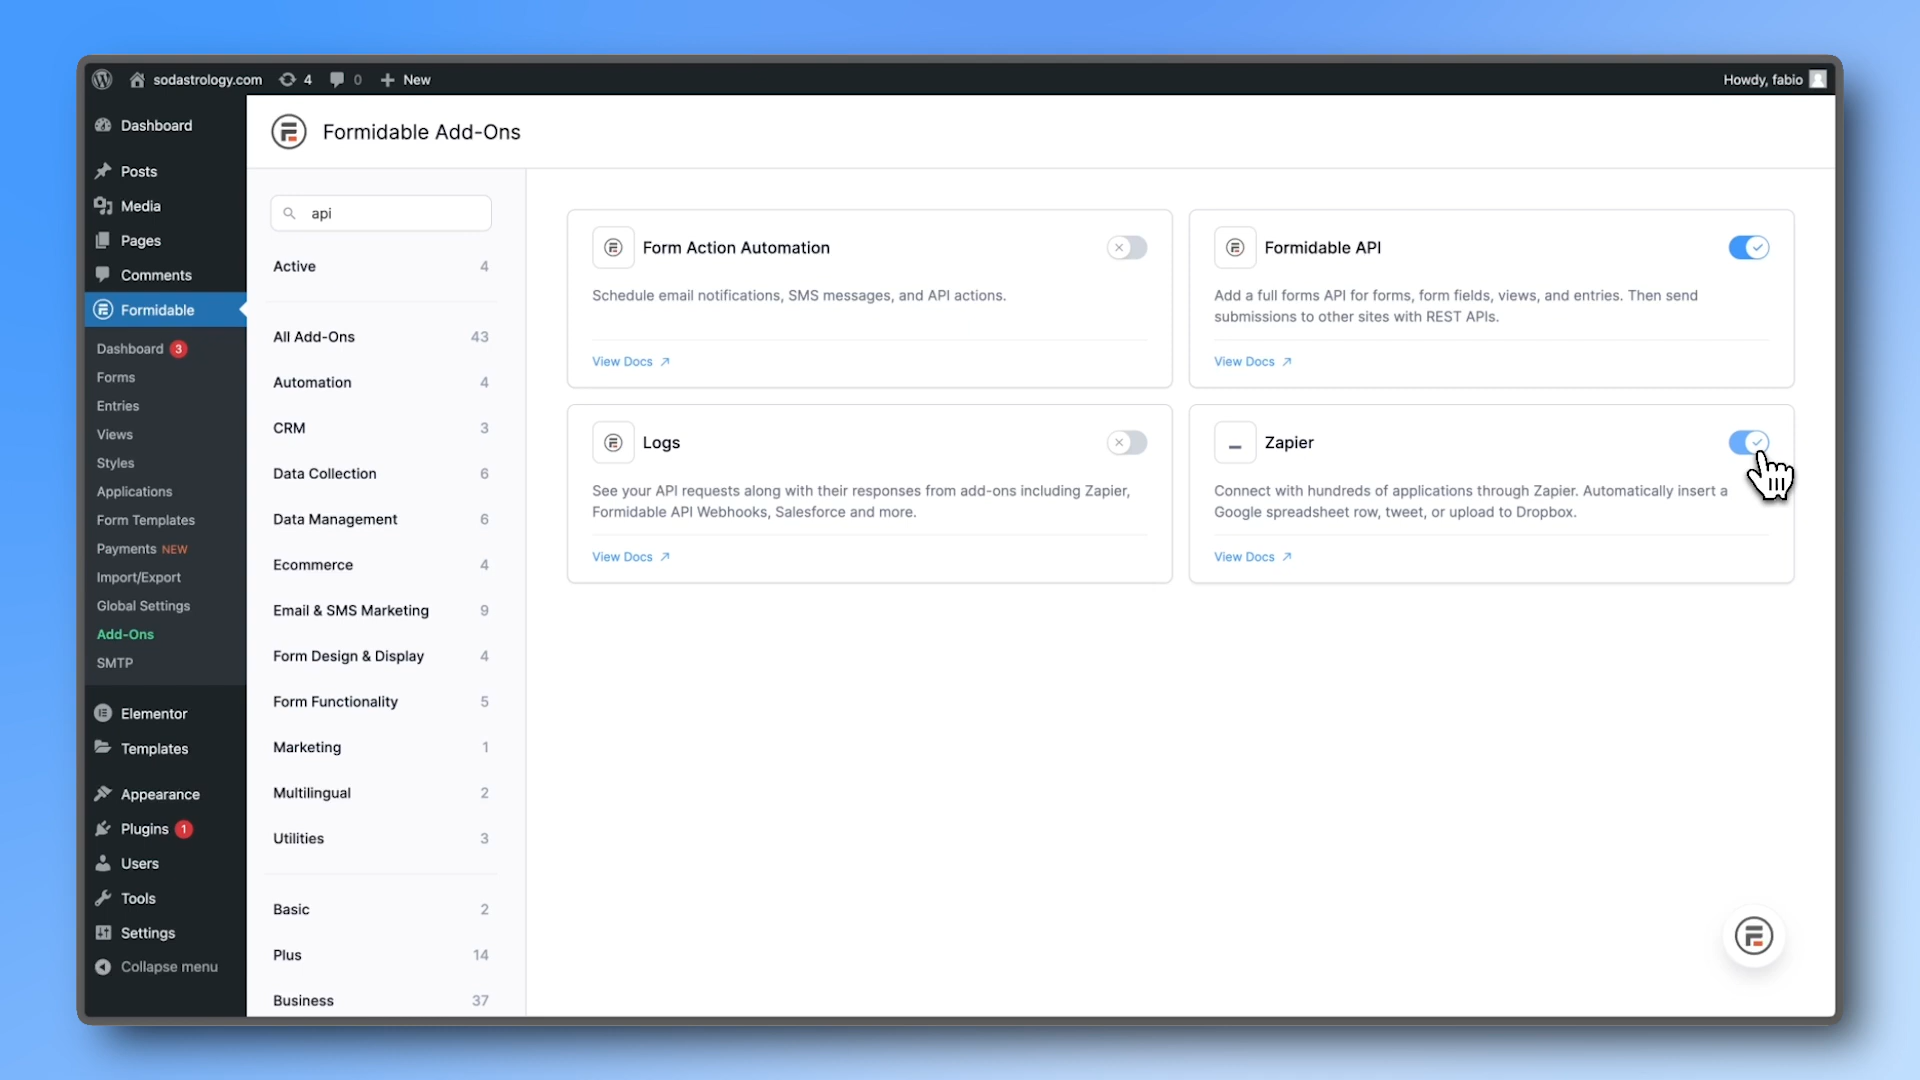 sodastrology.com
4
0
New
Howdy, fabio
Dashboard
Posts
Media
Pages
Comments
Formidable
Dashboard 3
Forms
Entries
Views
Styles
Applications
Form Templates
Payments NEW
Import/Export
Global Settings
Add-Ons
SMTP
Elementor
Templates
Appearance
Plugins 1
Users
Tools
Settings
Collapse menu
Formidable Add-Ons
api
Active 4
All Add-Ons 43
Automation 4
CRM 3
Data Collection 6
Data Management 6
Ecommerce 4
Email & SMS Marketing 9
Form Design & Display 4
Form Functionality 5
Marketing 1
Multilingual 2
Utilities 3
Basic 2
Plus 14
Business 37
Form Action Automation
Schedule email notifications, SMS messages, and API actions.
View Docs
Formidable API
Add a full forms API for forms, form fields, views, and entries. Then send
submissions to other sites with REST APIs.
View Docs
Logs
See your API requests along with their responses from add-ons including Zapier,
Formidable API Webhooks, Salesforce and more.
View Docs
Zapier
Connect with hundreds of applications through Zapier. Automatically insert a
Google spreadsheet row, tweet, or upload to Dropbox.
View Docs